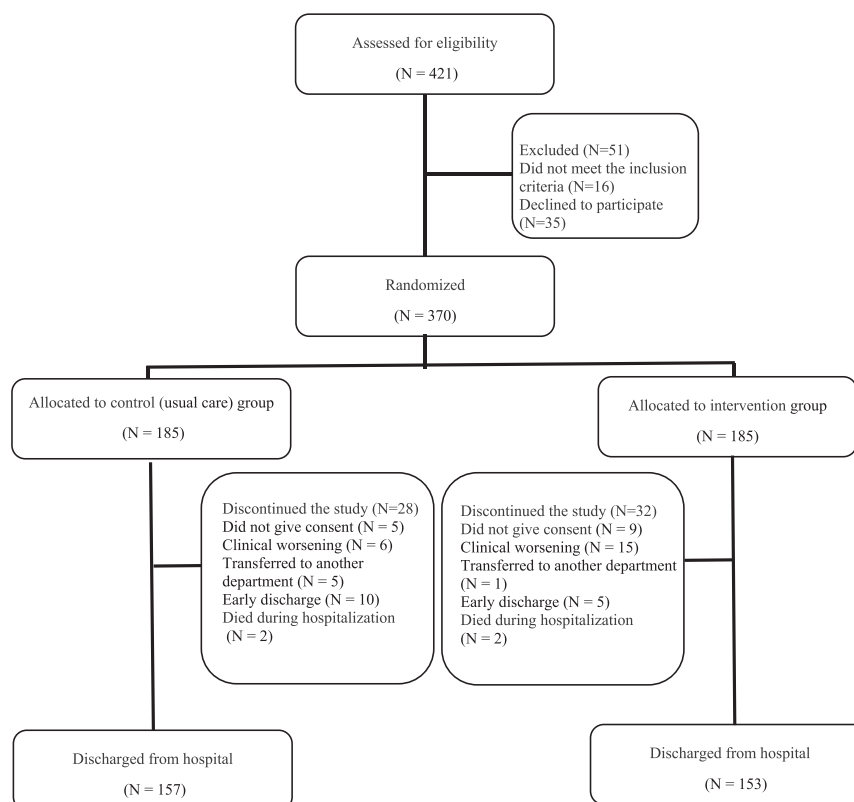 Assessed for eligibility
(N = 421)
Excluded (N=51)
Did not meet the inclusion
criteria (N=16)
Declined to participate
(N=35)
Randomized
(N = 370)
Allocated to control (usual care) group
(N = 185)
Allocated to intervention group
(N = 185)
Discontinued the study (N=28)
Did not give consent (N = 5)
Clinical worsening (N = 6)
Transferred to another
department (N = 5)
Early discharge (N = 10)
Died during hospitalization
(N = 2)
Discontinued the study (N=32)
Did not give consent (N = 9)
Clinical worsening (N = 15)
Transferred to another department
(N = 1)
Early discharge (N = 5)
Died during hospitalization
(N = 2)
Discharged from hospital
(N = 157)
Discharged from hospital
(N = 153)